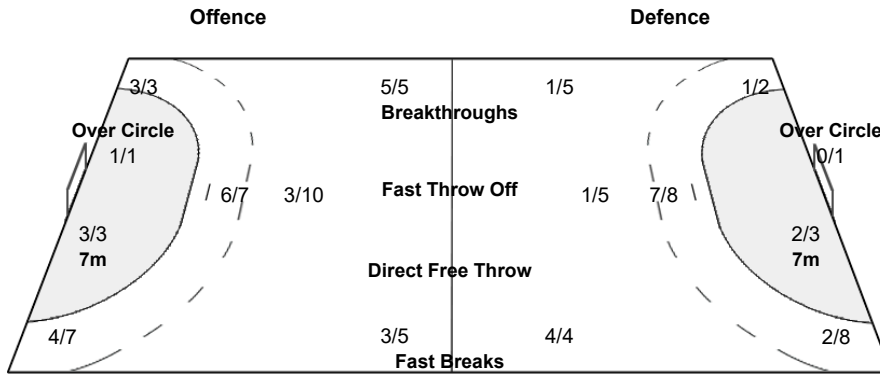 Offence Defence
3/3 5/5 1/5 1/2
Breakthroughs
Over Circle Over Circle
1/1 0/1
6/7 3/10 Fast Throw Off 1/5 7/8
3/3 2/3
7m 7m
Direct Free Throw
4/7 3/5 4/4 2/8
Fast Breaks